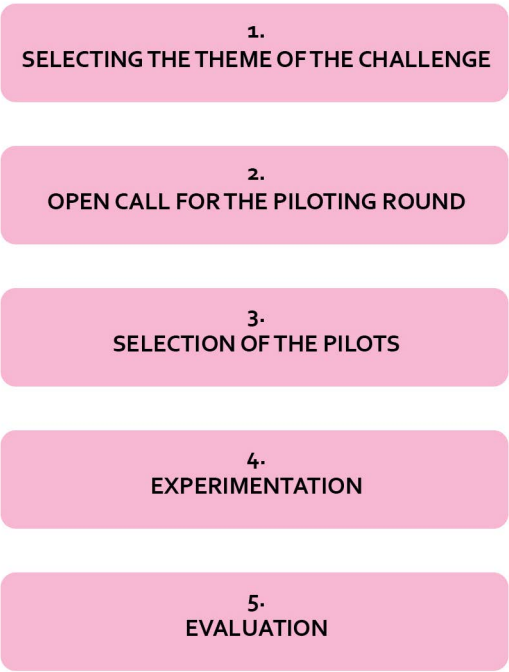 1.
SELECTING THE THEME OF THE CHALLENGE
2.
OPEN CALL FOR THE PILOTING ROUND
3.
SELECTION OF THE PILOTS
4.
EXPERIMENTATION
5.
EVALUATION